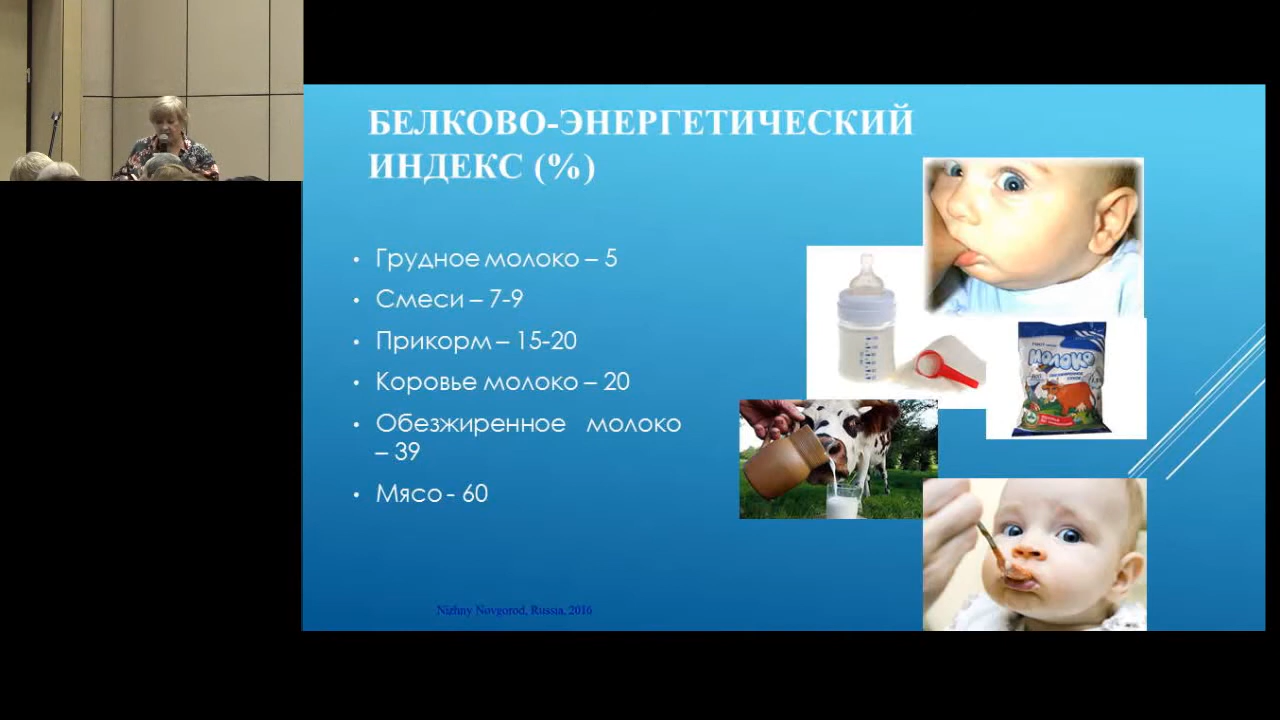 БЕЛКОВО-ЭНЕРГЕТИЧЕСКИЙ
ИНДЕКС (%)
• Грудное молоко – 5
• Смеси – 7-9
• Прикорм – 15-20
• Коровье молоко – 20
• Обезжиренное молоко
– 39
• Мясо - 60
МОЛОКО
Nizhny Novgorod, Russia, 2016